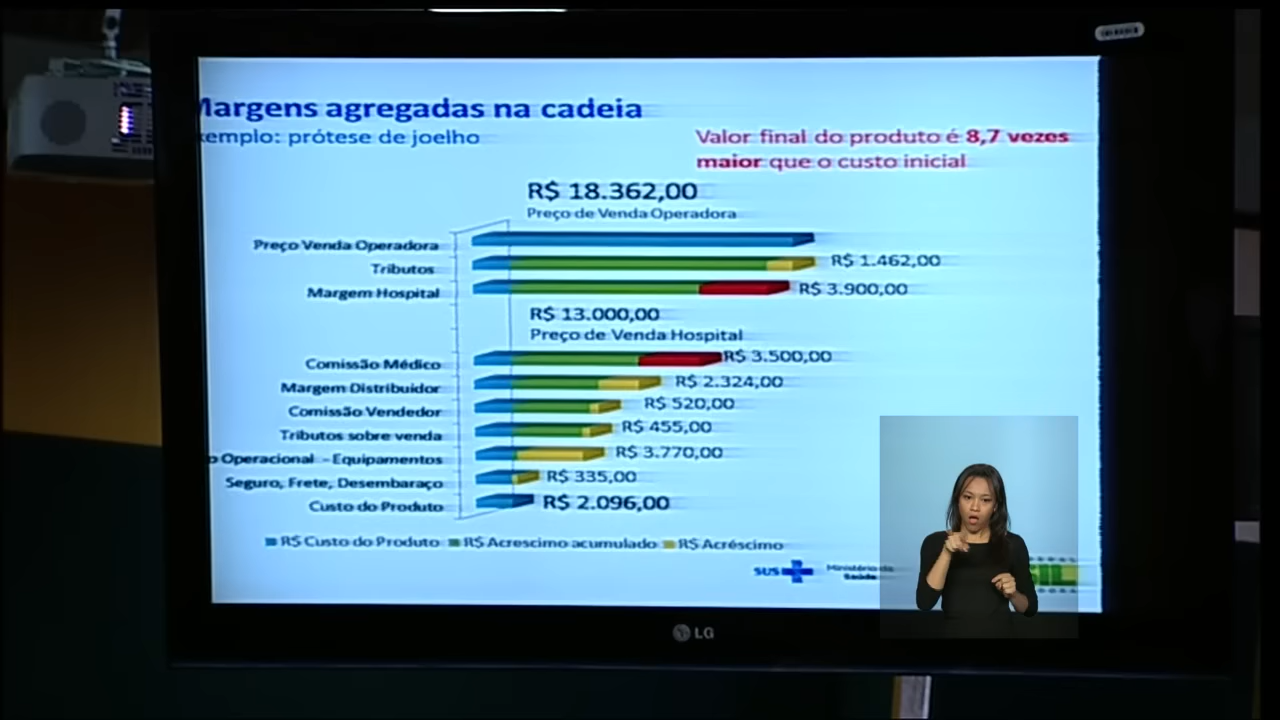 Margens agregadas na cadeia
xemplo: prótese de joelho
Valor final do produto é 8,7 vezes
maior que o custo inicial
R$ 18.362,00
Preço de Venda Operadora
Preço Venda Operadora
Tributos R$ 1.462,00
Margem Hospital R$ 3.900,00
R$ 13.000,00
Preço de Venda Hospital
Comissão Médico R$ 3.500,00
Margem Distribuidor R$ 2.324,00
Comissão Vendedor R$ 520,00
Tributos sobre venda R$ 455,00
o Operacional - Equipamentos R$ 3.770,00
Seguro, Frete, Desembaraço R$ 335,00
Custo do Produto R$ 2.096,00
R$ Custo do Produto R$ Acrescimo acumulado R$ Acréscimo
SUS Ministério da
Saúde
IL
LG